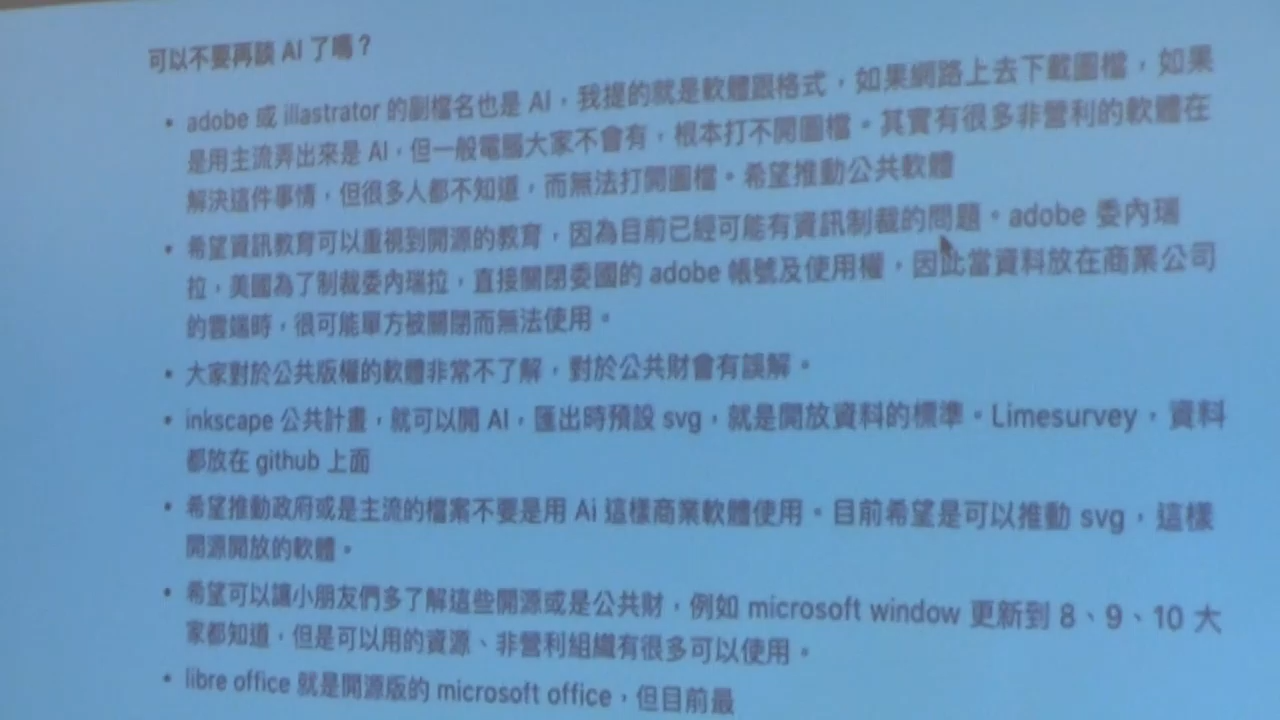 可以不要再談 AI 了嗎？
• adobe 或 illastrator 的副檔名也是 AI，我提的就是軟體跟格式，如果網路上去下載圖檔，如果
是用主流弄出來是 AI，但一般電腦大家不會有，根本打不開圖檔。其實有很多非營利的軟體在
解決這件事情，但很多人都不知道，而無法打開圖檔。希望推動公共軟體
• 希望資訊教育可以重視到開源的教育，因為目前已經可能有資訊制裁的問題。adobe 委內瑞
拉，美國為了制裁委內瑞拉，直接關閉委國的 adobe 帳號及使用權，因此當資料放在商業公司
的雲端時，很可能單方被關閉而無法使用。
• 大家對於公共版權的軟體非常不了解，對於公共財會有誤解。
• inkscape 公共計畫，就可以開 AI，匯出時預設 svg，就是開放資料的標準。Limesurvey，資料
都放在 github 上面
• 希望推動政府或是主流的檔案不要是用 Ai 這樣商業軟體使用。目前希望是可以推動 svg，這樣
開源開放的軟體。
• 希望可以讓小朋友們多了解這些開源或是公共財，例如 microsoft window 更新到 8、9、10 大
家都知道，但是可以用的資源、非營利組織有很多可以使用。
• libre office 就是開源版的 microsoft office，但目前最